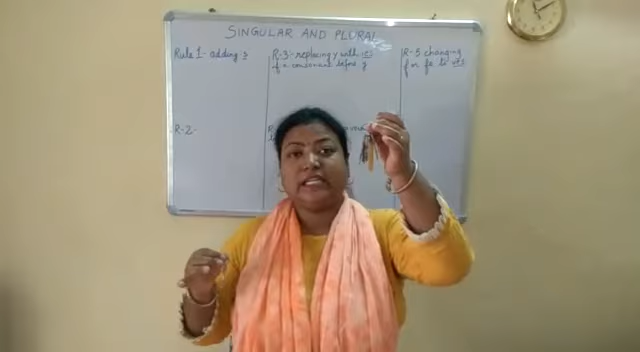 SINGULAR AND PLURAL
Rule 1- adding s
R-3- replacing y with ies
if a consonant before y
R-5 changing
f or fe to ves
R-2-